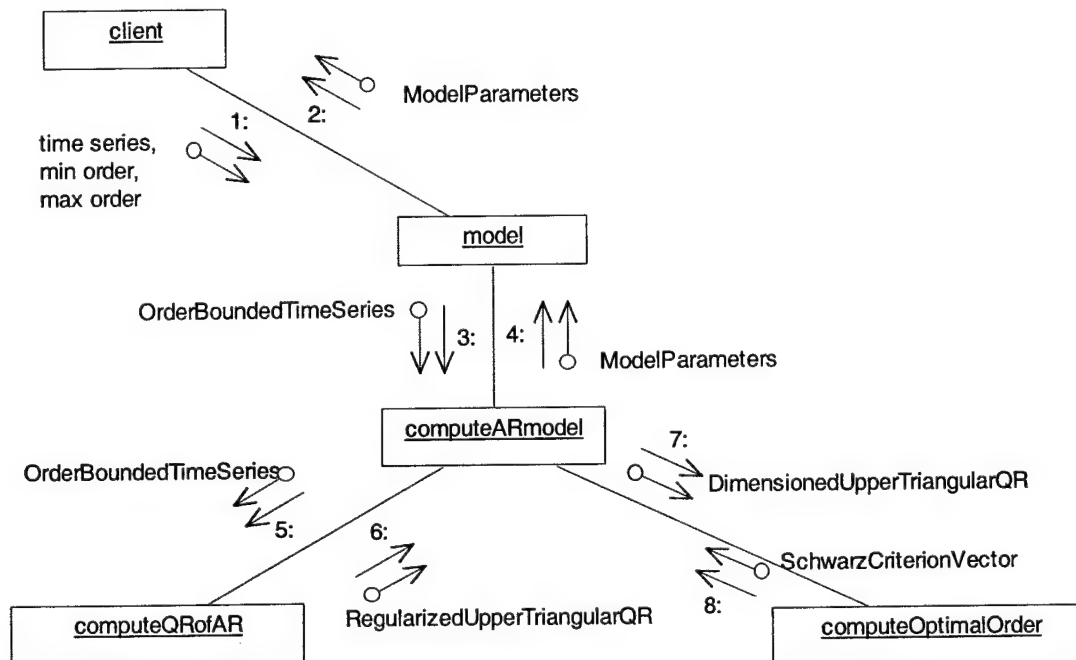 client
2:
ModelParameters
1:
time series,
min order,
max order
model
OrderBoundedTimeSeries
3:
4:
ModelParameters
computeARmodel
7:
OrderBoundedTimeSeries
DimensionedUpperTriangularQR
5:
6:
SchwarzCriterionVector
RegularizedUpperTriangularQR
8:
computeQRofAR
computeOptimalOrder